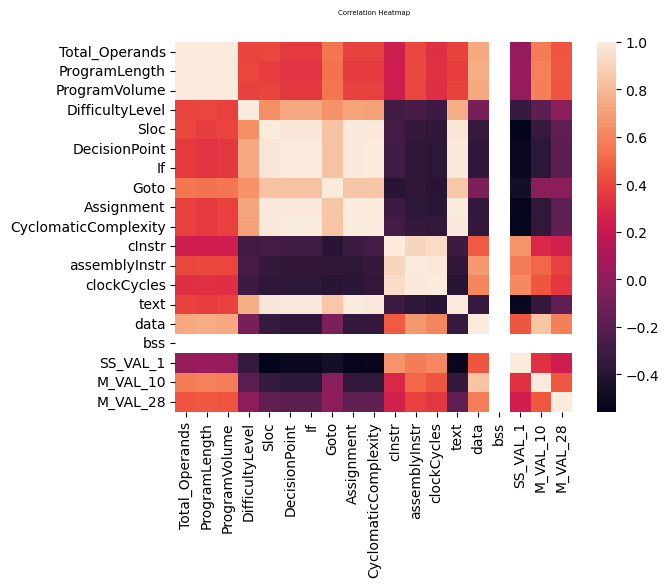 Correlation Heatmap
Total_Operands
ProgramLength
ProgramVolume
DifficultyLevel
Sloc
DecisionPoint
If
Goto
Assignment
CyclomaticComplexity
cInstr
assemblyInstr
clockCycles
text
data
bss
SS_VAL_1
M_VAL_10
M_VAL_28
Total_Operands
ProgramLength
ProgramVolume
DifficultyLevel
Sloc
DecisionPoint
If
Goto
Assignment
CyclomaticComplexity
cInstr
assemblyInstr
clockCycles
text
data
bss
SS_VAL_1
M_VAL_10
M_VAL_28
1.0
0.8
0.6
0.4
0.2
0.0
−0.2
−0.4